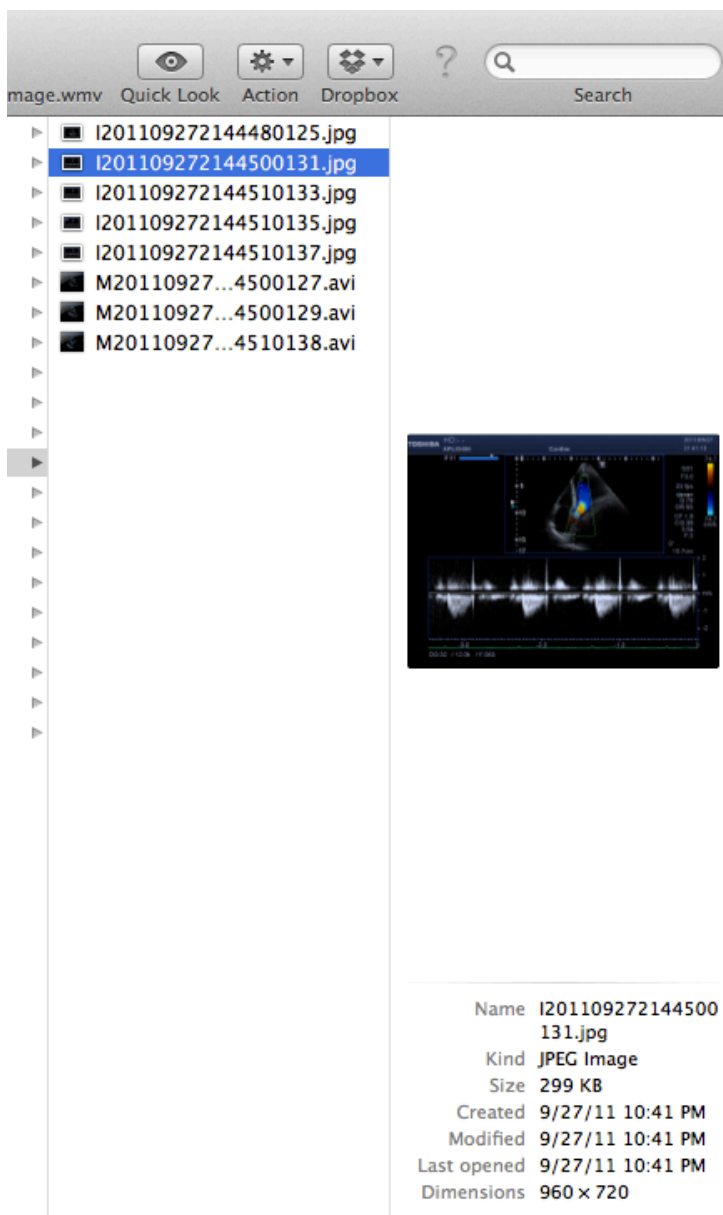 mage.wmv Quick Look Action Dropbox Search
I201109272144480125.jpg
I201109272144500131.jpg
I201109272144510133.jpg
I201109272144510135.jpg
I201109272144510137.jpg
M20110927...4500127.avi
M20110927...4500129.avi
M20110927...4510138.avi
TOSHIBA
Cardiac
Name I201109272144500
131.jpg
Kind JPEG Image
Size 299 KB
Created 9/27/11 10:41 PM
Modified 9/27/11 10:41 PM
Last opened 9/27/11 10:41 PM
Dimensions 960 × 720